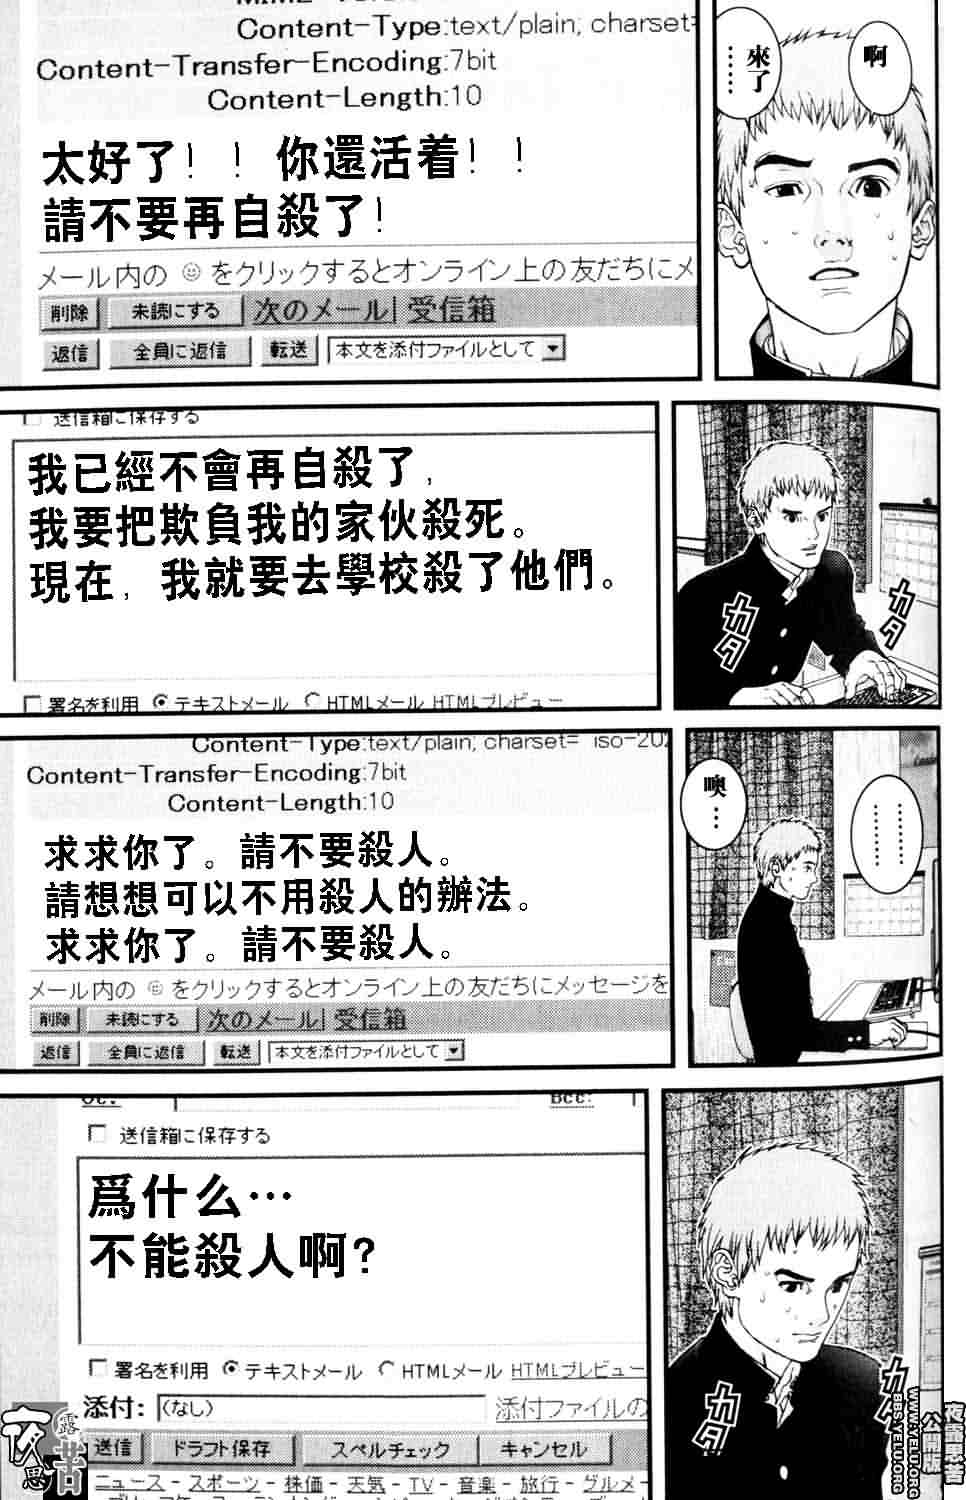 啊
來了
……
Content-Type:text/plain; charset=
Content-Transfer-Encoding:7bit
Content-Length:10
太好了！！你還活着！！
請不要再自殺了！
メール内の☺をクリックするとオンライン上の友だちにメ
削除 未読にする 次のメール| 受信箱
返信 全員に返信 転送 本文を添付ファイルとして
カタ
カタ
送信箱に保存する
我已經不會再自殺了，
我要把欺負我的家伙殺死。
現在，我就要去學校殺了他們。
署名を利用 テキストメール HTMLメール HTMLプレビュー
………
噢…
Content-Type:text/plain; charset= iso-202
Content-Transfer-Encoding:7bit
Content-Length:10
求求你了。請不要殺人。
請想想可以不用殺人的辦法。
求求你了。請不要殺人。
メール内の☺をクリックするとオンライン上の友だちにメッセージを
削除 未読にする 次のメール| 受信箱
返信 全員に返信 転送 本文を添付ファイルとして
カタ
カタ
Bcc:
送信箱に保存する
爲什么…
不能殺人啊?
署名を利用 テキストメール HTMLメール HTMLプレビュー
添付: (なし) 添付ファイルの
送信 ドラフト保存 スペルチェック キャンセル
ニュース - スポーツ - 株価 - 天気 - TV - 音楽 - 旅行 - グルメ -
夜露思苦
夜露思苦
公開版
WWW.YELU.ORG
BBS.YELU.ORG